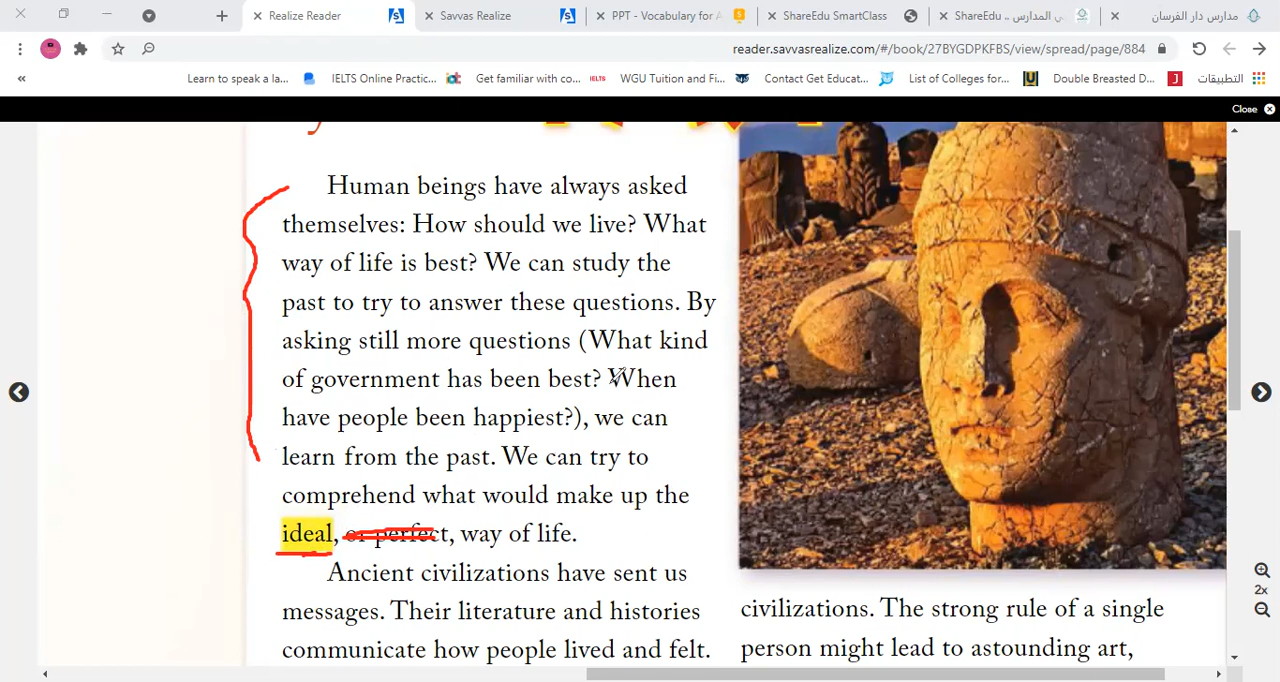 Realize Reader
Savvas Realize
PPT - Vocabulary for A
ShareEdu SmartClass
ShareEdu .. في المدارس
مدارس دار الفرسان
reader.savvasrealize.com/#/book/27BYGDPKFBS/view/spread/page/884
Learn to speak a la...
IELTS Online Practic...
Get familiar with co...
IELTS
WGU Tuition and Fi...
Contact Get Educat...
List of Colleges for...
Double Breasted D...
التطبيقات
Close
Human beings have always asked
themselves: How should we live? What
way of life is best? We can study the
past to try to answer these questions. By
asking still more questions (What kind
of government has been best? When
have people been happiest?), we can
learn from the past. We can try to
comprehend what would make up the
ideal, or perfect, way of life.
Ancient civilizations have sent us
messages. Their literature and histories
communicate how people lived and felt.
civilizations. The strong rule of a single
person might lead to astounding art,
2x